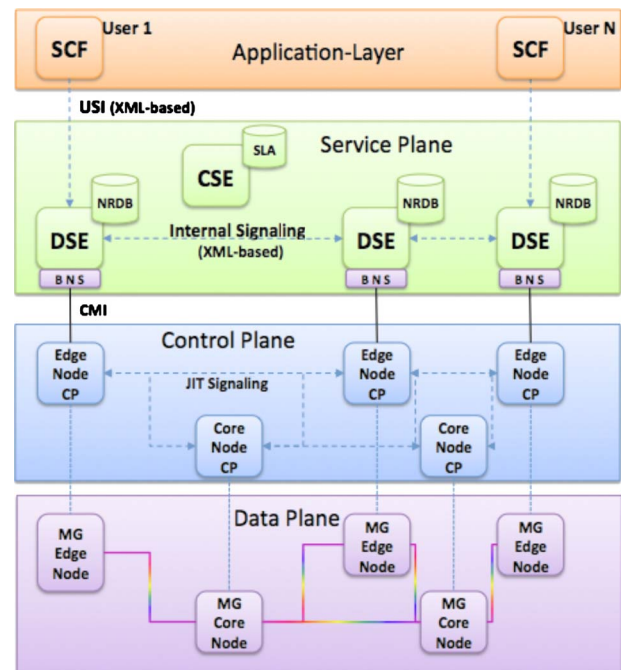 User 1
User N
SCF
Application-Layer
SCF
USI (XML-based)
SLA
Service Plane
CSE
NRDB
NRDB
NRDB
DSE
Internal Signaling
(XML-based)
DSE
DSE
BNS
BNS
BNS
CMI
Control Plane
Edge
Node
CP
JIT Signaling
Edge
Node
CP
Edge
Node
CP
Core
Node
CP
Core
Node
CP
Data Plane
MG
Edge
Node
MG
Edge
Node
MG
Edge
Node
MG
Core
Node
MG
Core
Node